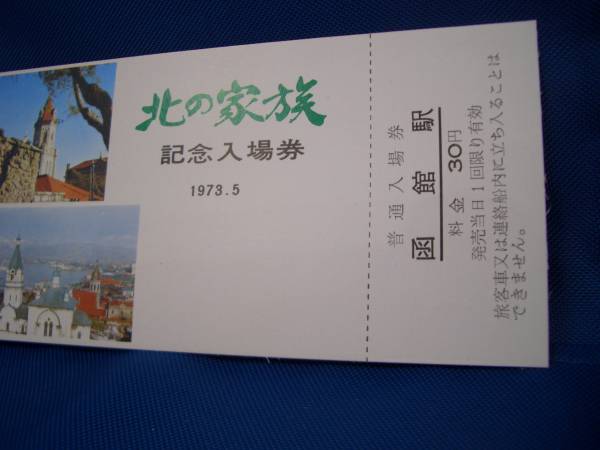 北の家族
記念入場券
1973.5
普通入場券
函館駅
料金 30円
発売当日1回限り有効
旅客車又は連絡船内に立ち入ることは
できません。